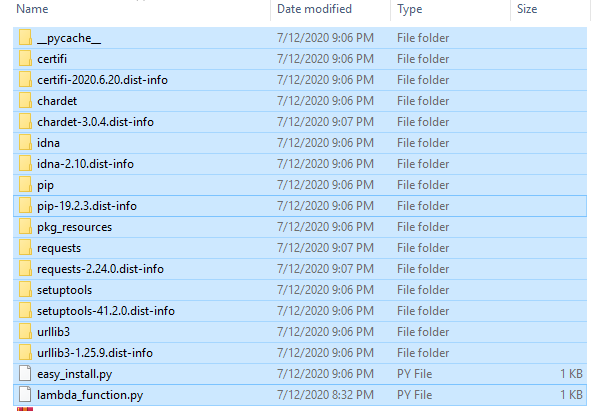 Name Date modified Type Size
__pycache__ 7/12/2020 9:06 PM File folder
certifi 7/12/2020 9:06 PM File folder
certifi-2020.6.20.dist-info 7/12/2020 9:06 PM File folder
chardet 7/12/2020 9:06 PM File folder
chardet-3.0.4.dist-info 7/12/2020 9:07 PM File folder
idna 7/12/2020 9:06 PM File folder
idna-2.10.dist-info 7/12/2020 9:06 PM File folder
pip 7/12/2020 9:06 PM File folder
pip-19.2.3.dist-info 7/12/2020 9:06 PM File folder
pkg_resources 7/12/2020 9:06 PM File folder
requests 7/12/2020 9:07 PM File folder
requests-2.24.0.dist-info 7/12/2020 9:07 PM File folder
setuptools 7/12/2020 9:06 PM File folder
setuptools-41.2.0.dist-info 7/12/2020 9:06 PM File folder
urllib3 7/12/2020 9:06 PM File folder
urllib3-1.25.9.dist-info 7/12/2020 9:06 PM File folder
easy_install.py 7/12/2020 9:06 PM PY File 1 KB
lambda_function.py 7/12/2020 8:32 PM PY File 1 KB